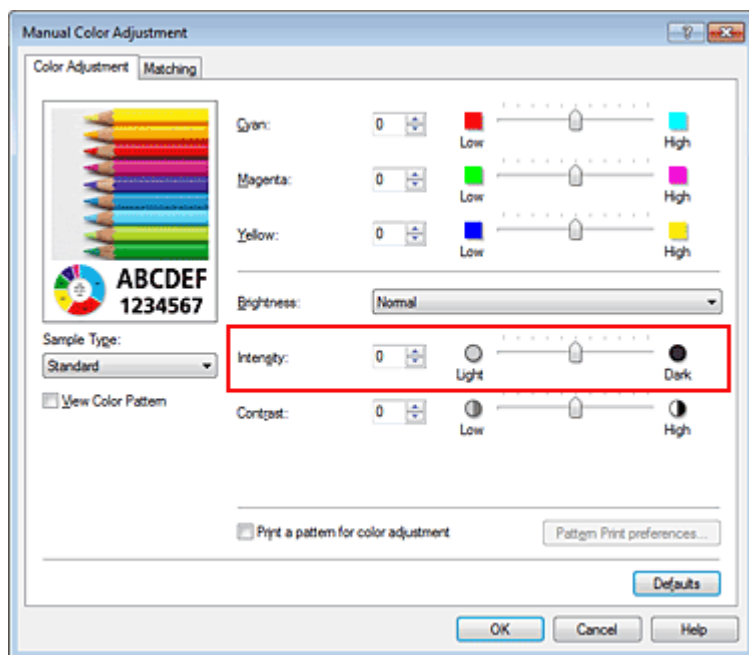 Manual Color Adjustment
Color Adjustment
Matching
ABCDEF
1234567
Sample Type:
Standard
View Color Pattern
Cyan:
0
Low
High
Magenta:
0
Low
High
Yellow:
0
Low
High
Brightness:
Normal
Intensity:
0
Light
Dark
Contrast:
0
Low
High
Print a pattern for color adjustment
Pattern Print preferences...
Defaults
OK
Cancel
Help